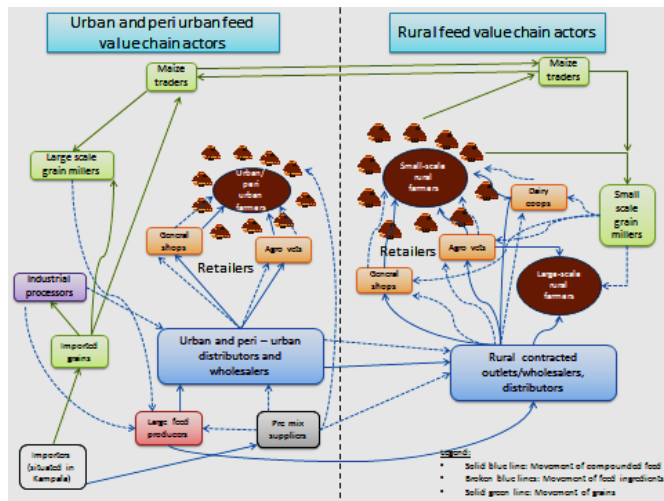 Urban and peri urban feed
value chain actors
Rural feed value chain actors
Maize
traders
Maize
traders
Large scale
grain millers
Urban/
peri
urban
farmers
Small-scale
rural
farmers
Dairy
coops
Small
scale
grain
millers
General
shops
Agro vets
Retailers
Retailers
Agro vets
General
shops
Large-scale
rural
farmers
Industrial
processors
Imported
grains
Urban and peri – urban
distributors and
wholesalers
Rural contracted
outlets/wholesalers,
distributors
Large feed
producers
Pre mix
suppliers
Importers
(situated in
Kampala)
Legend:
• Solid blue line: Movement of compounded feed
• Broken blue lines: Movement of feed ingredients
• Solid green line: Movement of grains